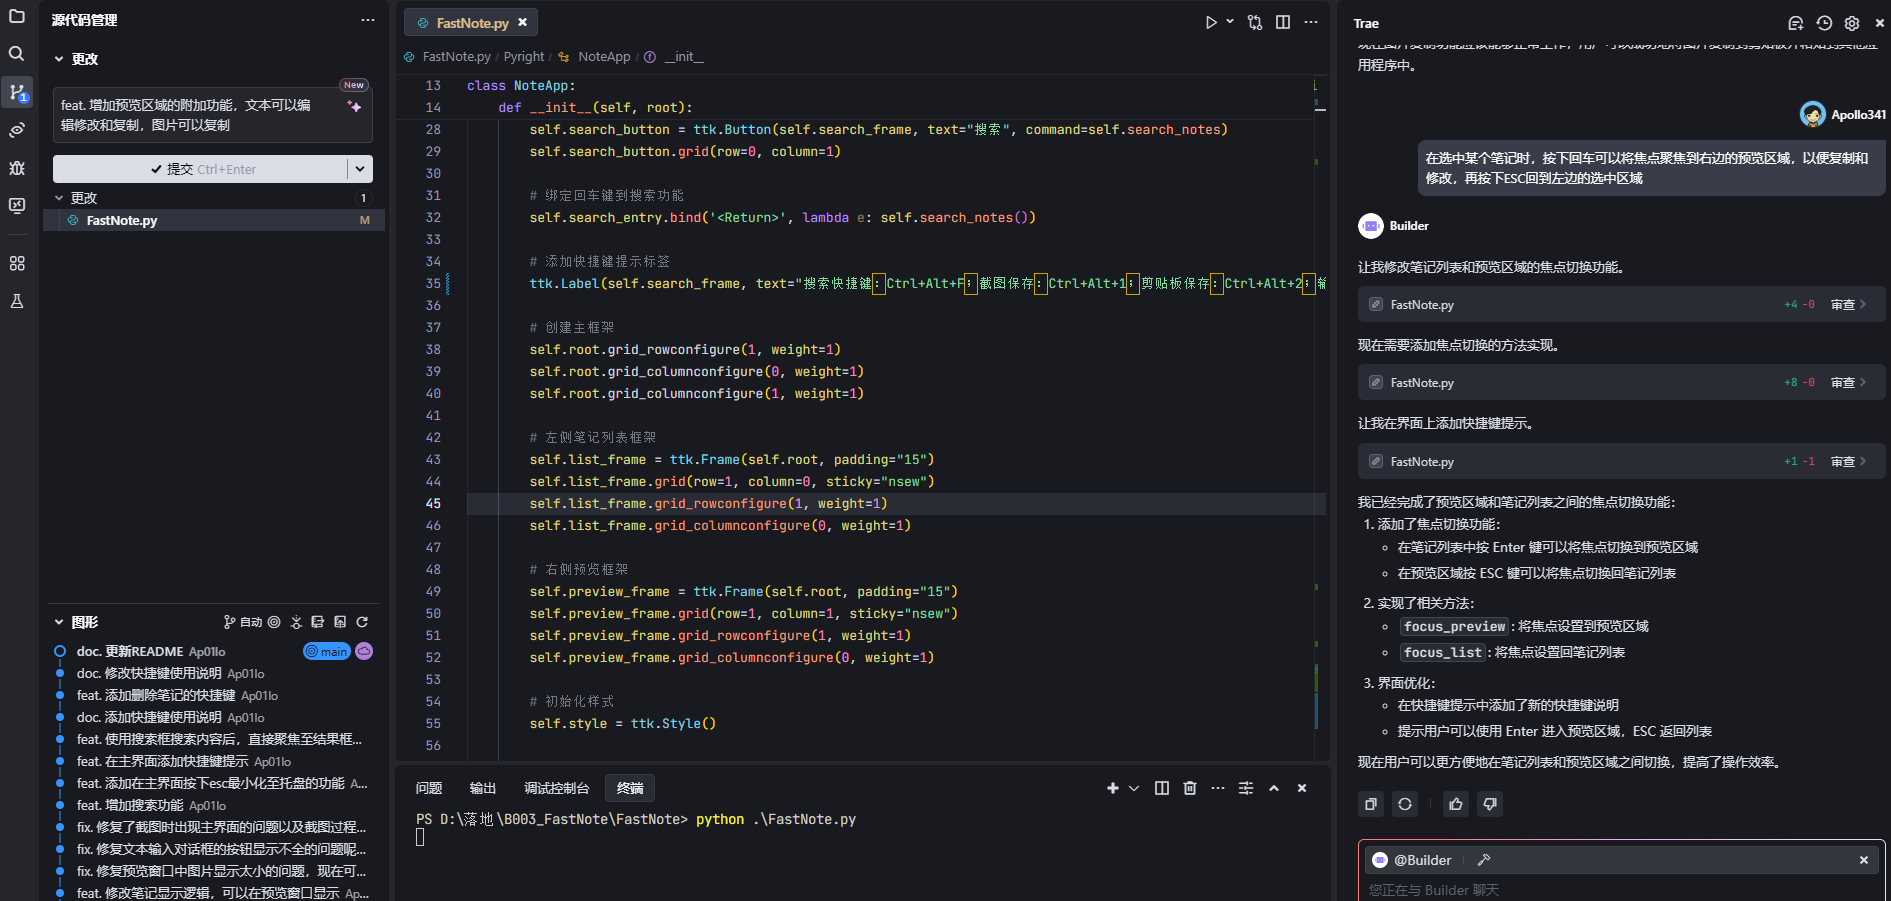 源代码管理
更改
New
feat. 增加预览区域的附加功能，文本可以编
辑修改和复制，图片可以复制
提交 Ctrl+Enter
更改 1
FastNote.py M
图形
自动
doc. 更新README Ap01lo main
doc. 修改快捷键使用说明 Ap01lo
feat. 添加删除笔记的快捷键 Ap01lo
doc. 添加快捷键使用说明 Ap01lo
feat. 使用搜索框搜索内容后，直接聚焦至结果框...
feat. 在主界面添加快捷键提示 Ap01lo
feat. 添加在主界面按下esc最小化至托盘的功能 A...
feat. 增加搜索功能 Ap01lo
fix. 修复了截图时出现主界面的问题以及截图过程...
fix. 修复文本输入对话框的按钮显示不全的问题呢...
fix. 修复预览窗口中图片显示太小的问题，现在可...
feat. 修改笔记显示逻辑，可以在预览窗口显示 Ap...
FastNote.py
FastNote.py / Pyright / NoteApp / __init__
13 class NoteApp:
14 def __init__(self, root):
28 self.search_button = ttk.Button(self.search_frame, text="搜索", command=self.search_notes)
29 self.search_button.grid(row=0, column=1)
30
31 # 绑定回车键到搜索功能
32 self.search_entry.bind('<Return>', lambda e: self.search_notes())
33
34 # 添加快捷键提示标签
35 ttk.Label(self.search_frame, text="搜索快捷键：Ctrl+Alt+F；截图保存：Ctrl+Alt+1；剪贴板保存：Ctrl+Alt+2；
36
37 # 创建主框架
38 self.root.grid_rowconfigure(1, weight=1)
39 self.root.grid_columnconfigure(0, weight=1)
40 self.root.grid_columnconfigure(1, weight=1)
41
42 # 左侧笔记列表框架
43 self.list_frame = ttk.Frame(self.root, padding="15")
44 self.list_frame.grid(row=1, column=0, sticky="nsew")
45 self.list_frame.grid_rowconfigure(1, weight=1)
46 self.list_frame.grid_columnconfigure(0, weight=1)
47
48 # 右侧预览框架
49 self.preview_frame = ttk.Frame(self.root, padding="15")
50 self.preview_frame.grid(row=1, column=1, sticky="nsew")
51 self.preview_frame.grid_rowconfigure(1, weight=1)
52 self.preview_frame.grid_columnconfigure(0, weight=1)
53
54 # 初始化样式
55 self.style = ttk.Style()
56
问题 输出 调试控制台 终端
PS D:\落地\B003_FastNote\FastNote> python .\FastNote.py
Trae
用程序中。
Apollo341
在选中某个笔记时，按下回车可以将焦点聚焦到右边的预览区域，以便复制和
修改，再按下ESC回到左边的选中区域
Builder
让我修改笔记列表和预览区域的焦点切换功能。
FastNote.py +4 -0 审查
现在需要添加焦点切换的方法实现。
FastNote.py +8 -0 审查
让我在界面上添加快捷键提示。
FastNote.py +1 -1 审查
我已经完成了预览区域和笔记列表之间的焦点切换功能：
1. 添加了焦点切换功能：
在笔记列表中按 Enter 键可以将焦点切换到预览区域
在预览区域按 ESC 键可以将焦点切换回笔记列表
2. 实现了相关方法：
focus_preview：将焦点设置到预览区域
focus_list：将焦点设置回笔记列表
3. 界面优化：
在快捷键提示中添加了新的快捷键说明
提示用户可以使用 Enter 进入预览区域，ESC 返回列表
现在用户可以更方便地在笔记列表和预览区域之间切换，提高了操作效率。
@Builder
您正在与 Builder 聊天